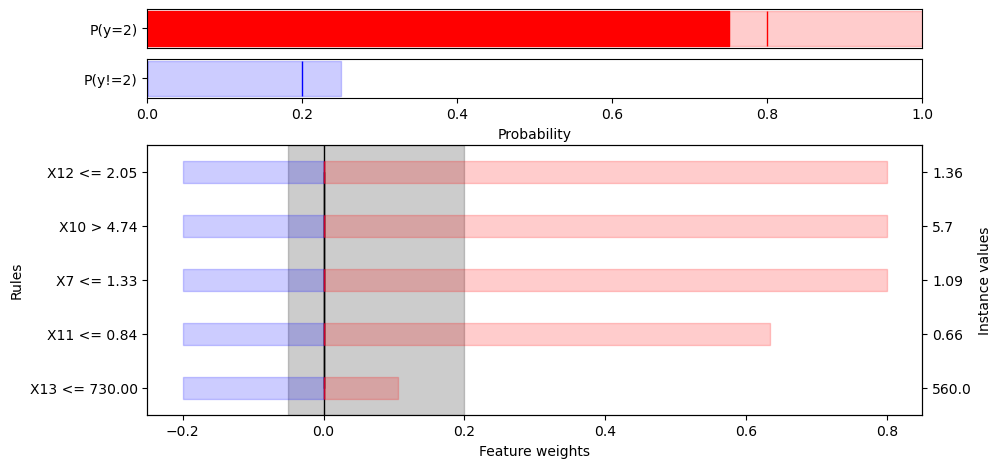 P(y=2)
P(y!=2)
0.0 0.2 0.4 0.6 0.8 1.0
Probability
X12 <= 2.05 1.36
X10 > 4.74 5.7
X7 <= 1.33 1.09
X11 <= 0.84 0.66
X13 <= 730.00 560.0
Rules
Instance values
−0.2 0.0 0.2 0.4 0.6 0.8
Feature weights